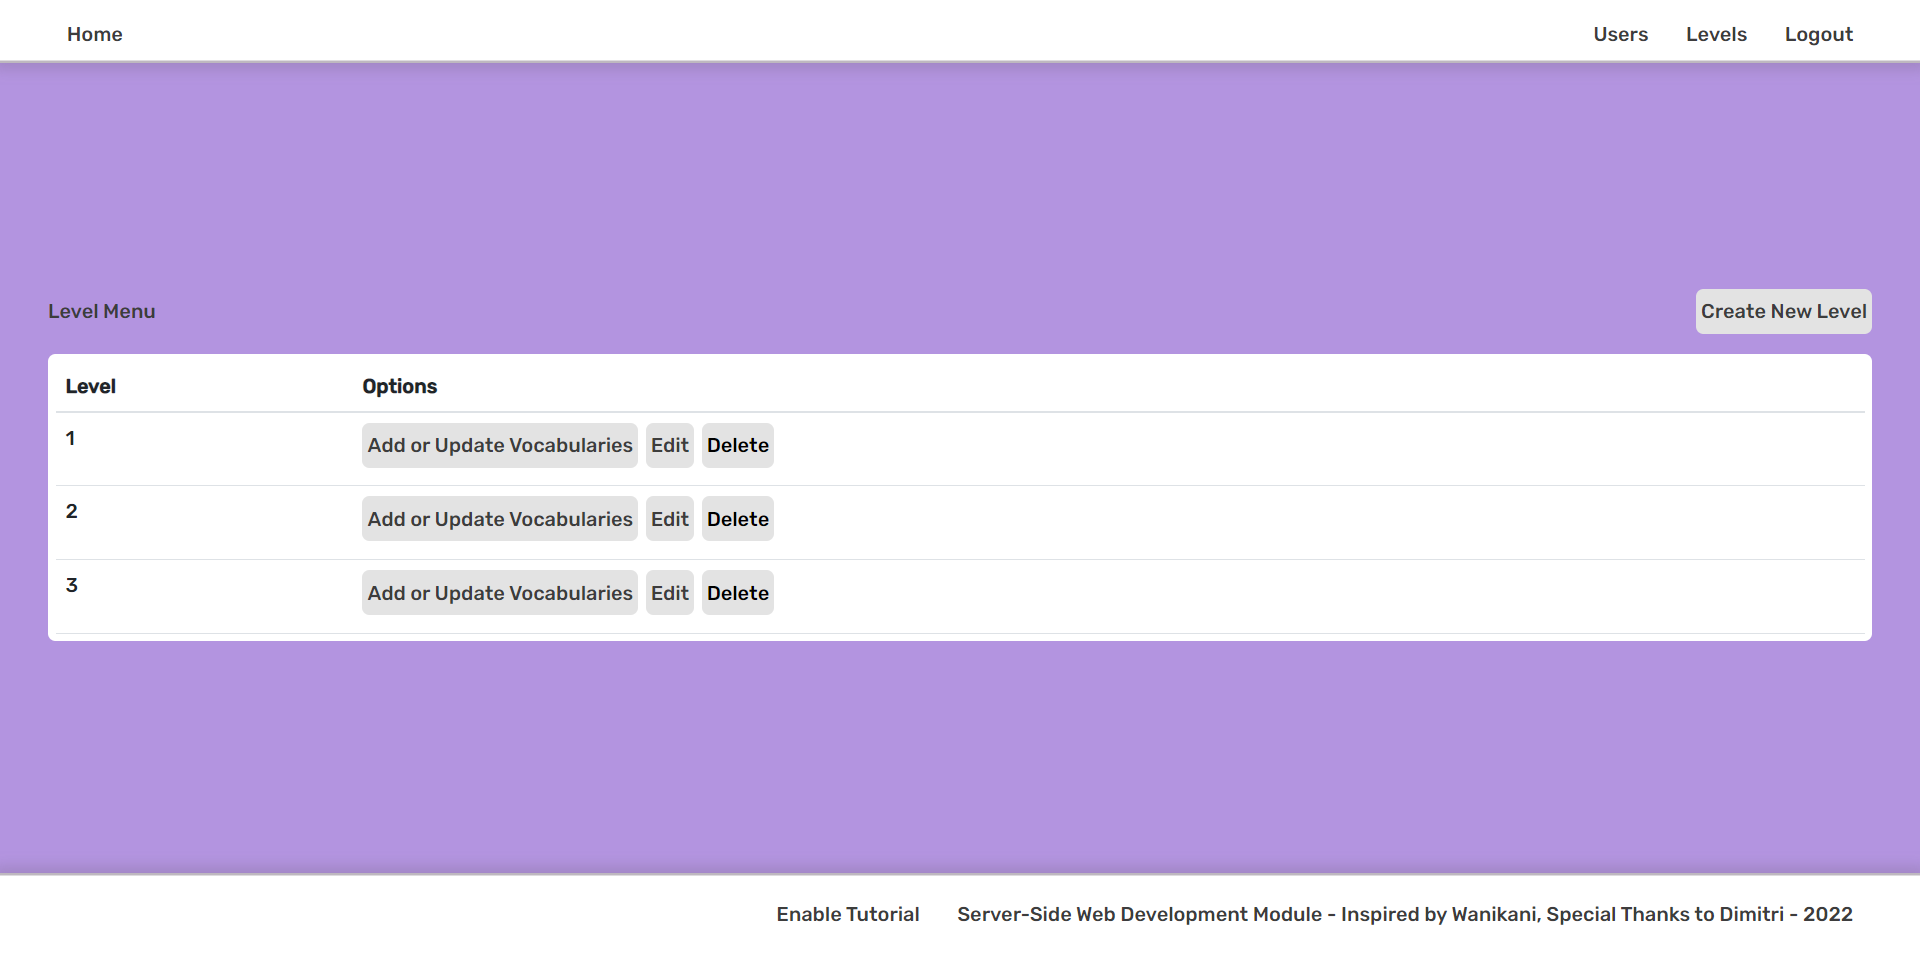 Home Users Levels Logout
Level Menu Create New Level
Level Options
1 Add or Update Vocabularies Edit Delete
2 Add or Update Vocabularies Edit Delete
3 Add or Update Vocabularies Edit Delete
Enable Tutorial Server-Side Web Development Module - Inspired by Wanikani, Special Thanks to Dimitri - 2022